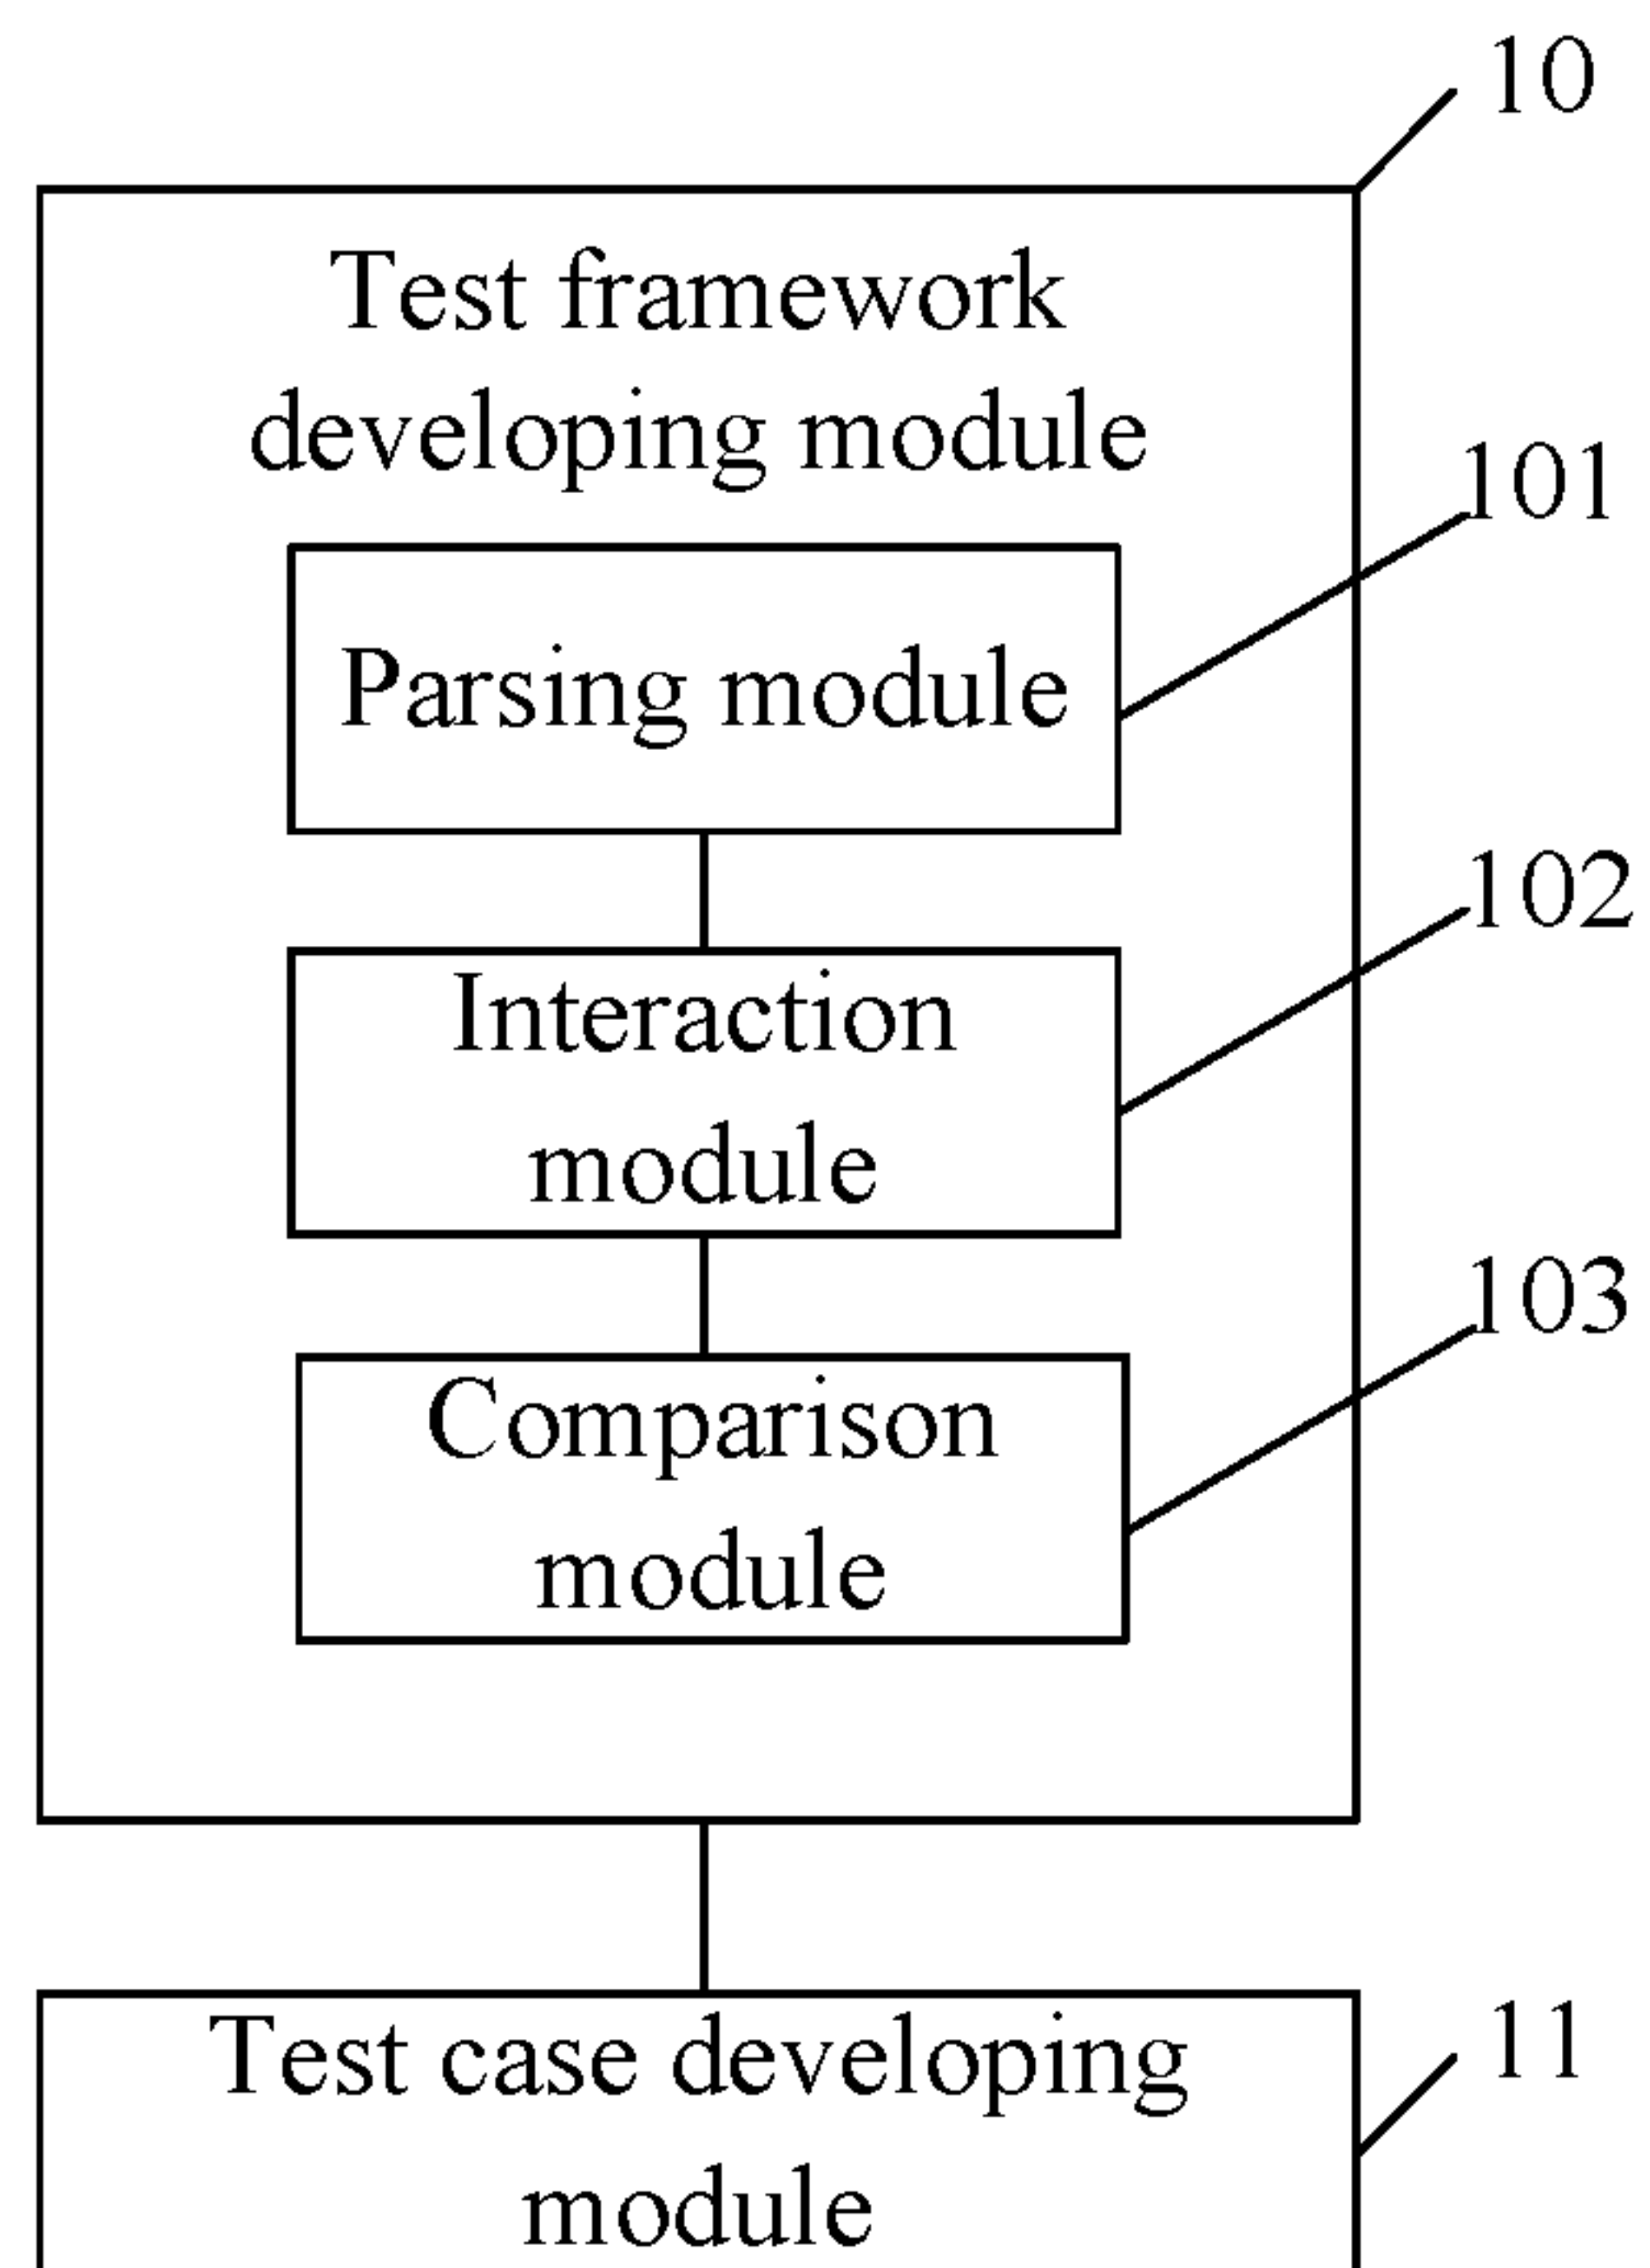 10
Test framework
developing module
101
Parsing module
102
Interaction
module
103
Comparison
module
11
Test case developing
module